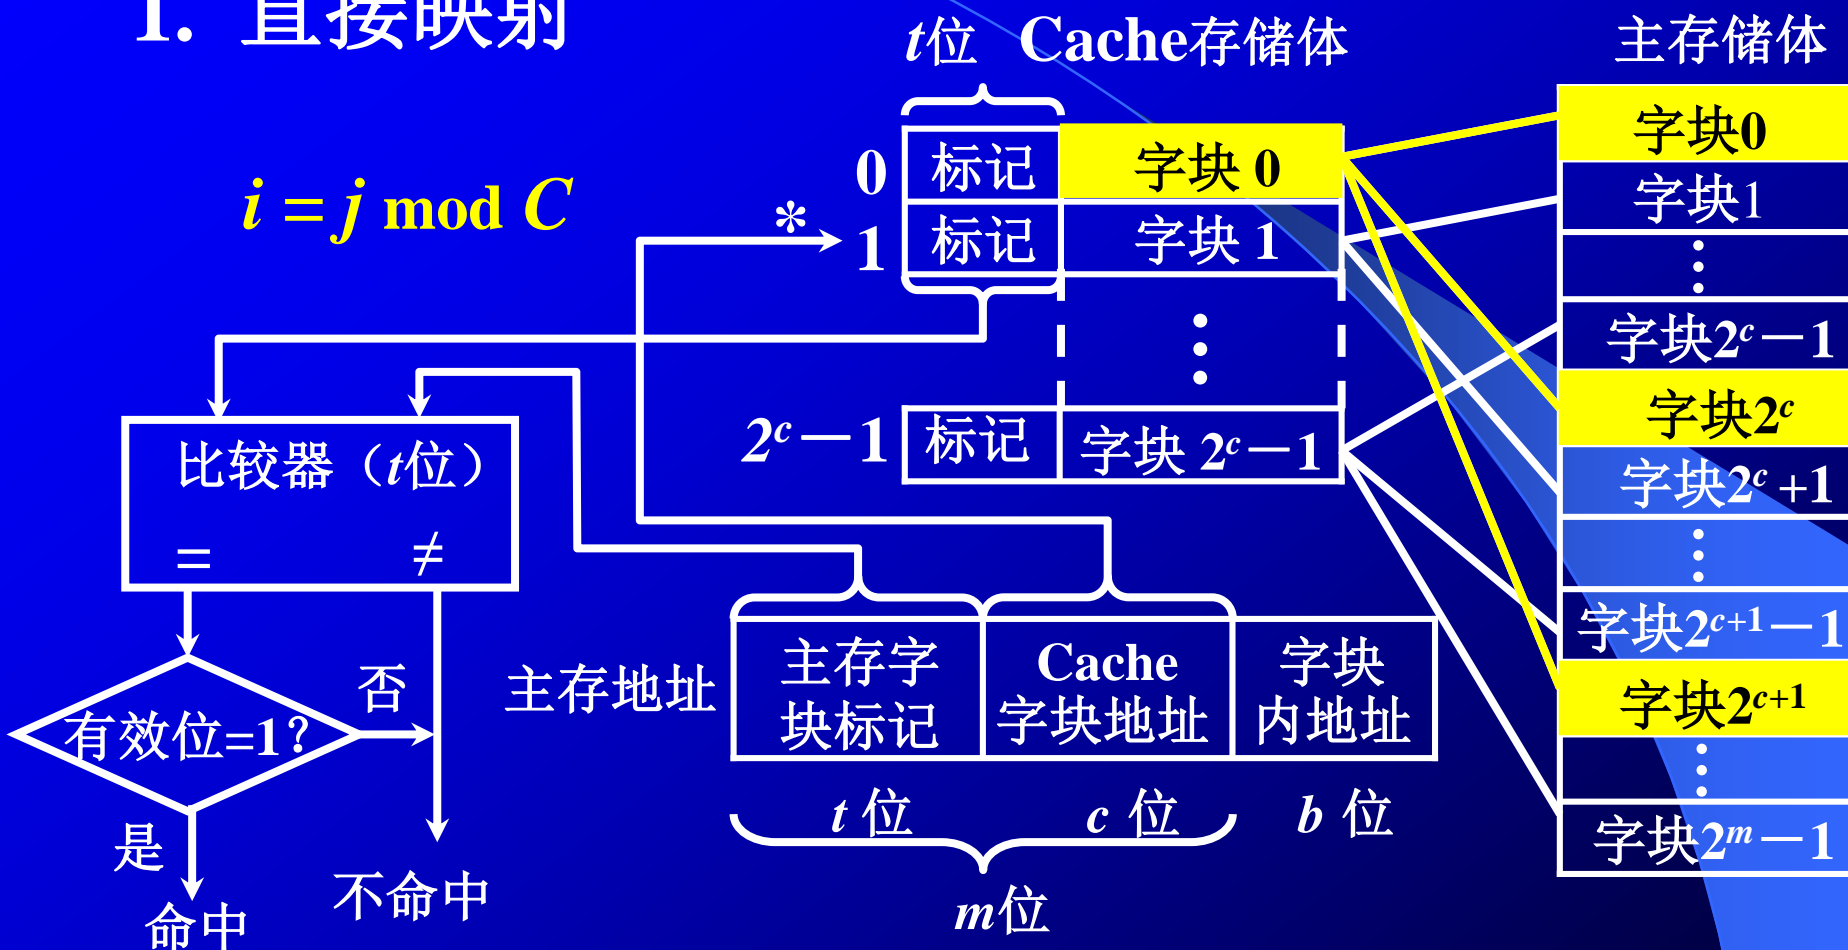 1. 直接映射
t位 Cache存储体 主存储体
i = j mod C
0 标记 字块 0
* 1 标记 字块 1
⋮
2ᶜ－1 标记 字块 2ᶜ－1
字块0
字块1
⋮
字块2ᶜ－1
字块2ᶜ
字块2ᶜ +1
⋮
字块2ᶜ⁺¹－1
字块2ᶜ⁺¹
⋮
字块2ᵐ－1
比较器（t位）
= ≠
有效位=1？
否
是
命中
不命中
主存地址
主存字
块标记
Cache
字块地址
字块
内地址
t 位 c 位 b 位
m位